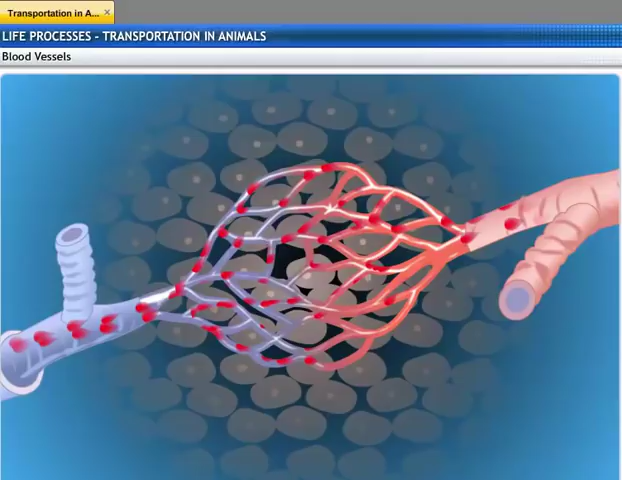 Transportation in A...
LIFE PROCESSES - TRANSPORTATION IN ANIMALS
Blood Vessels